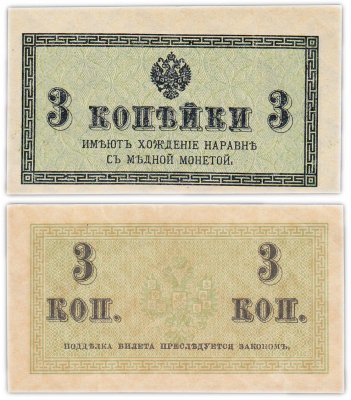 3 КОПѢЙКИ 3
ИМѢЮТЪ ХОЖДЕНІЕ НАРАВНѢ
СЪ МѢДНОЙ МОНЕТОЙ.
3 3
КОП. КОП.
ПОДДѢЛКА БИЛЕТА ПРЕСЛѢДУЕТСЯ ЗАКОНОМЪ.